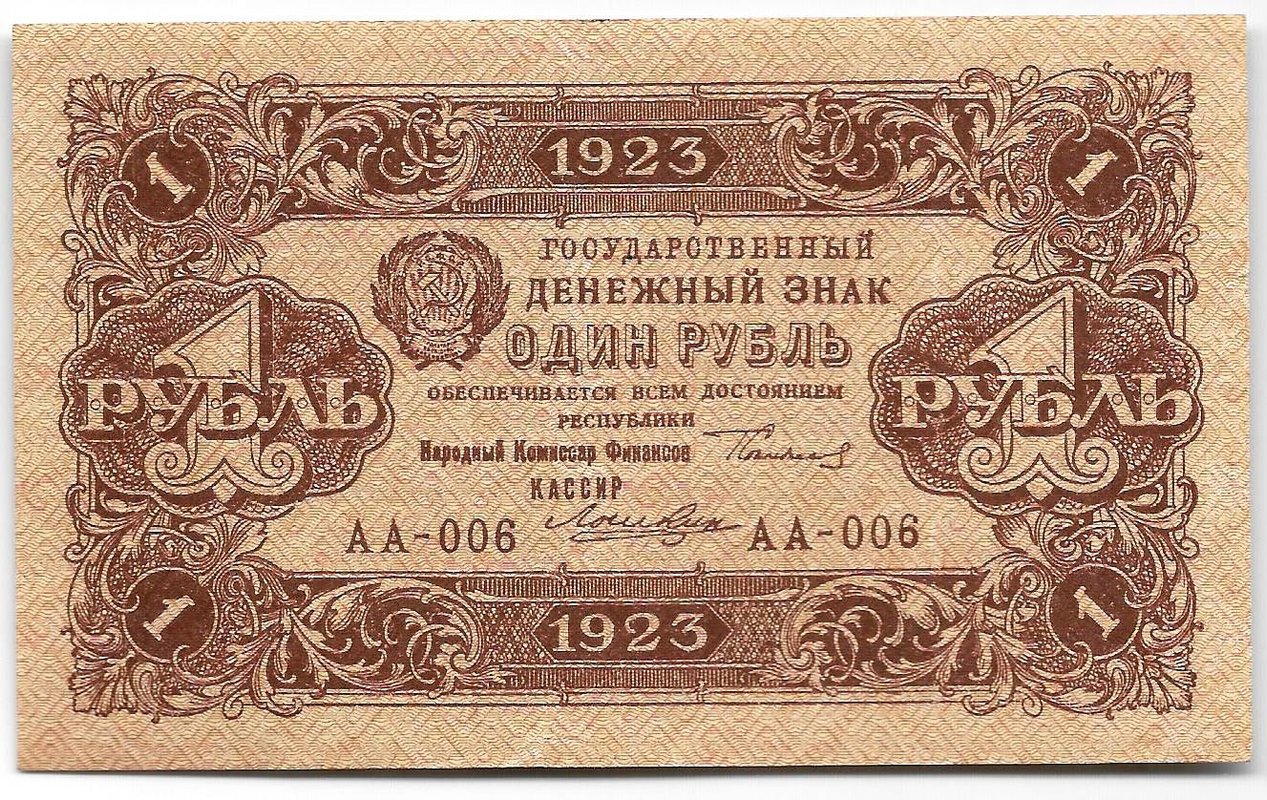 1923
1
1
ГОСУДАРСТВЕННЫЙ
ДЕНЕЖНЫЙ ЗНАК
ОДИН РУБЛЬ
1 РУБЛЬ
1 РУБЛЬ
ОБЕСПЕЧИВАЕТСЯ ВСЕМ ДОСТОЯНИЕМ
РЕСПУБЛИКИ
Народный Комиссар Финансов
КАССИР
АА-006
АА-006
1
1923
1